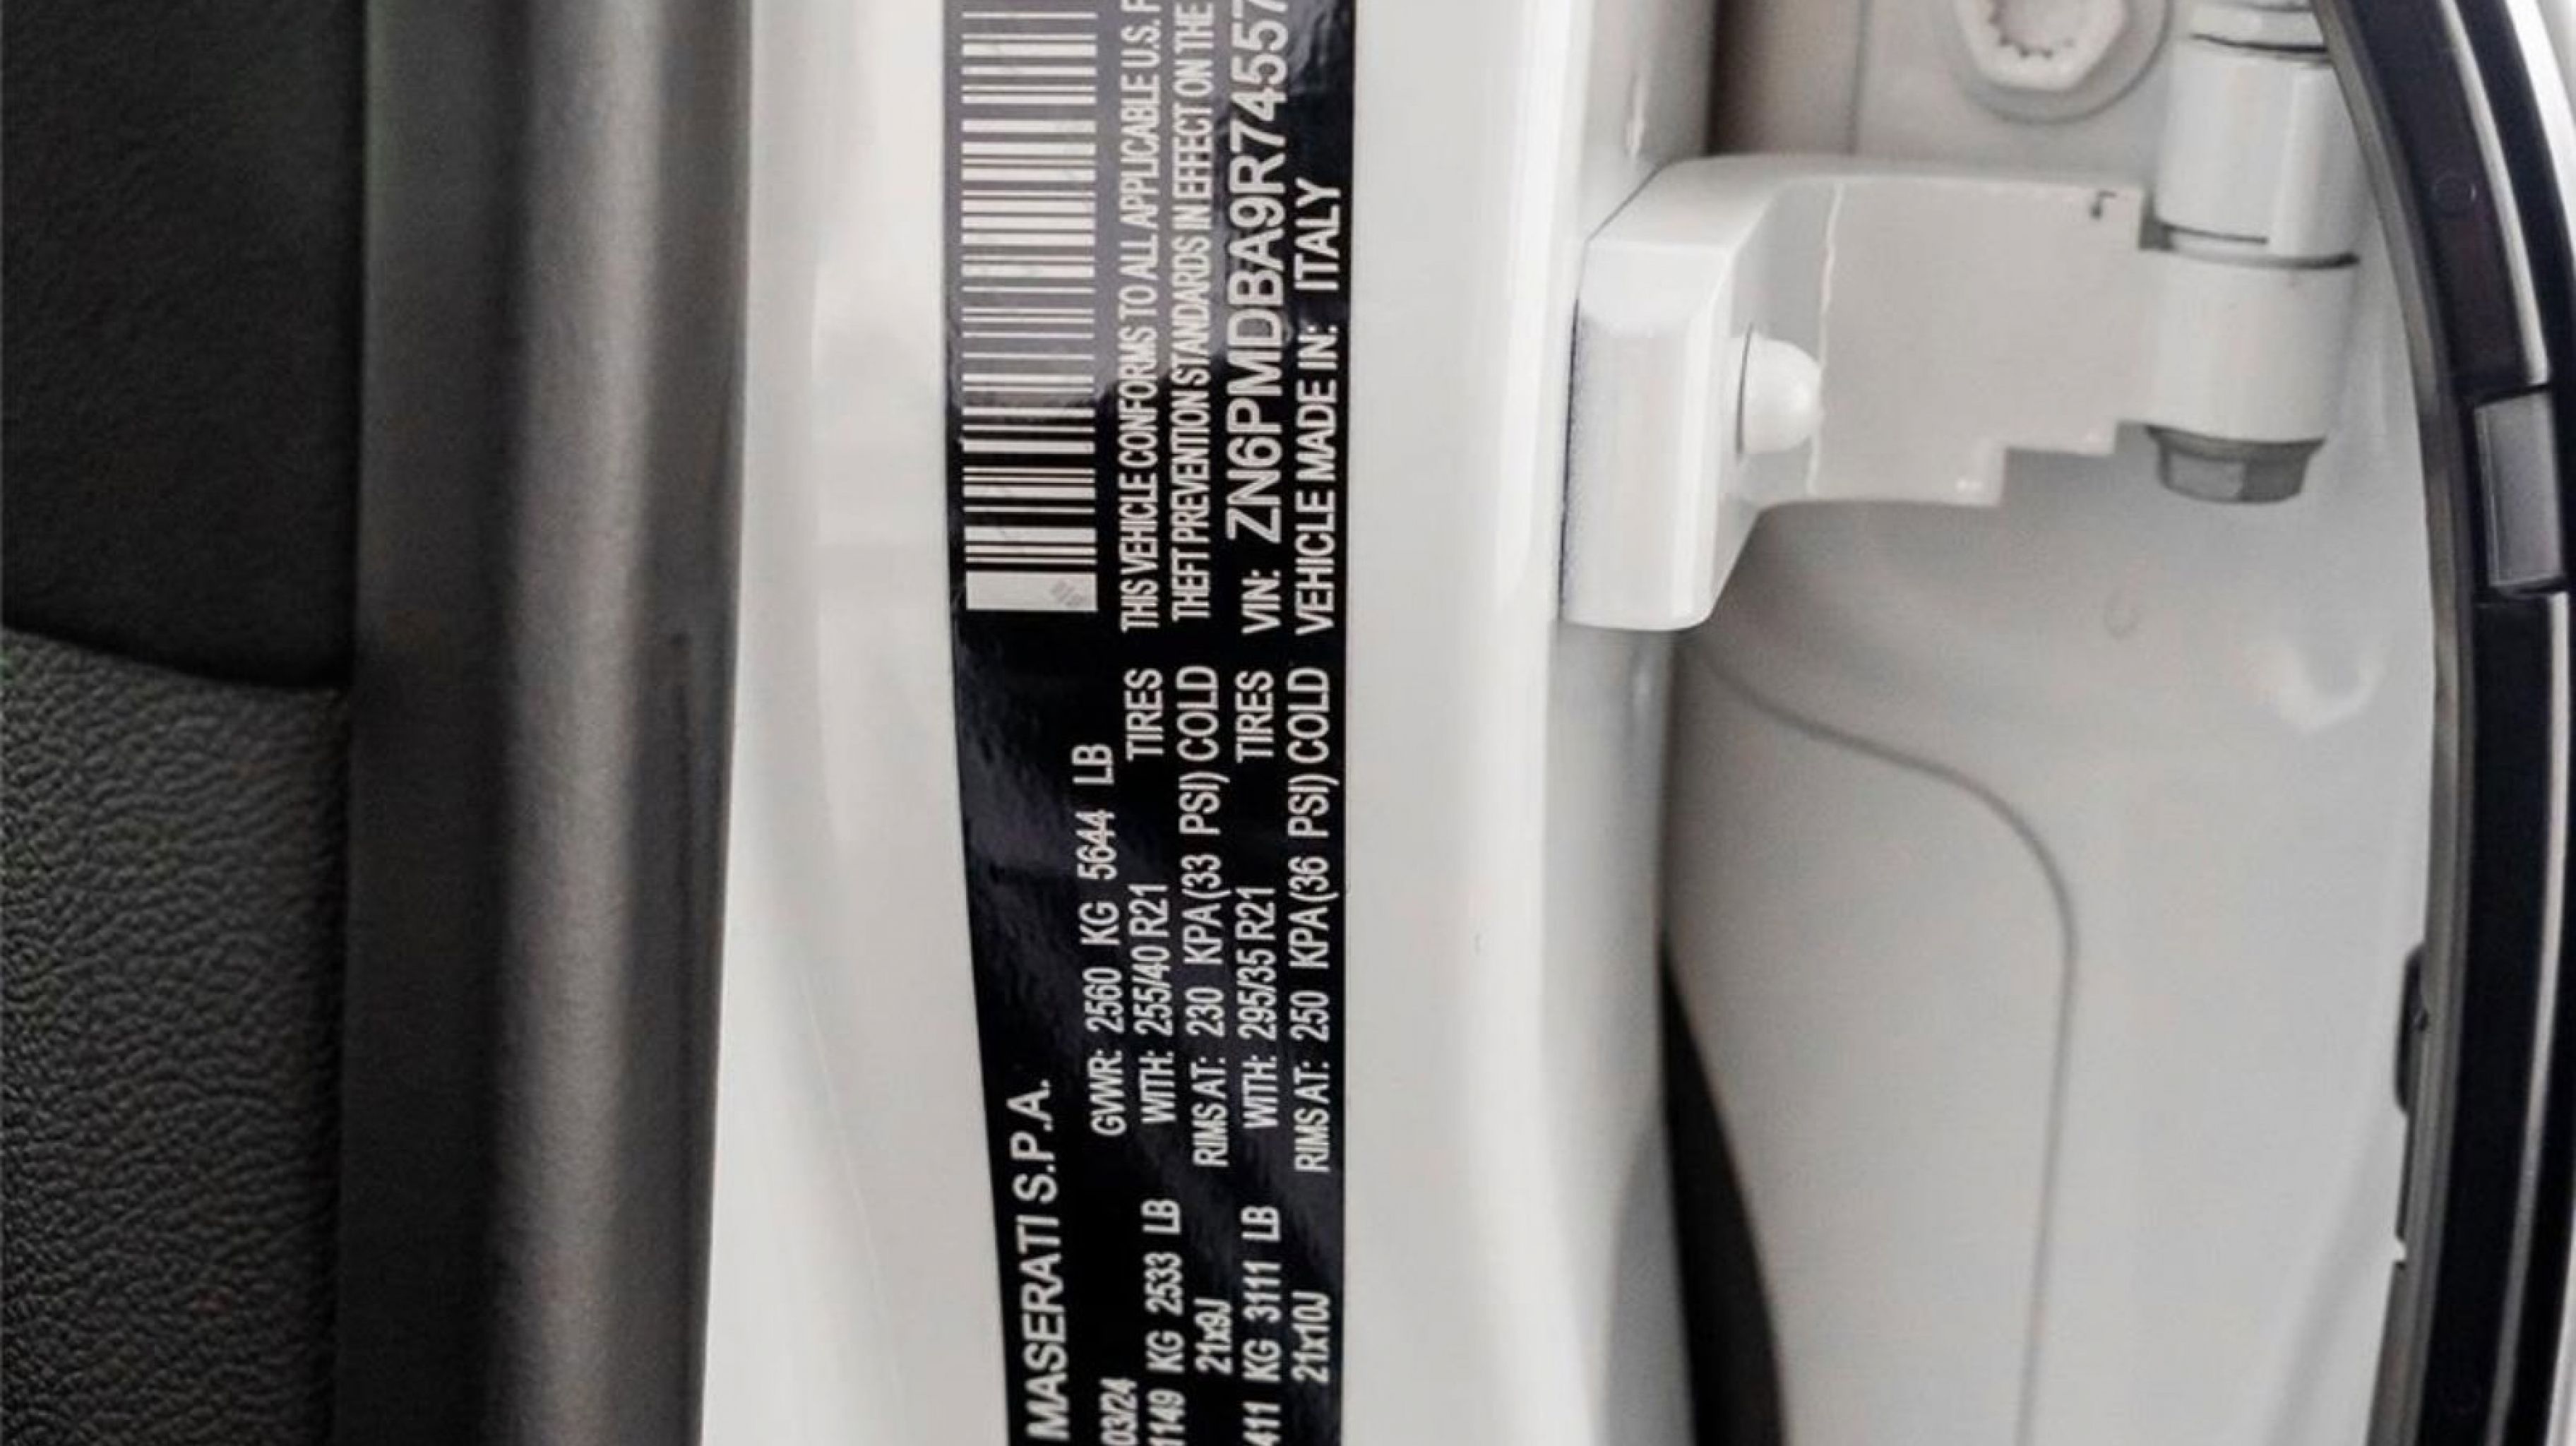 MASERATI S.P.A.
03/24 GVWR: 2560 KG 5644 LB
1149 KG 2533 LB WITH: 255/40 R21 TIRES
21x9J RIMS AT: 230 KPA (33 PSI) COLD
411 KG 3111 LB WITH: 295/35 R21 TIRES
21x10J RIMS AT: 250 KPA (36 PSI) COLD
THIS VEHICLE CONFORMS TO ALL APPLICABLE U.S. F
THEFT PREVENTION STANDARDS IN EFFECT ON THE
VIN: ZN6PMDBA9R74557
VEHICLE MADE IN: ITALY